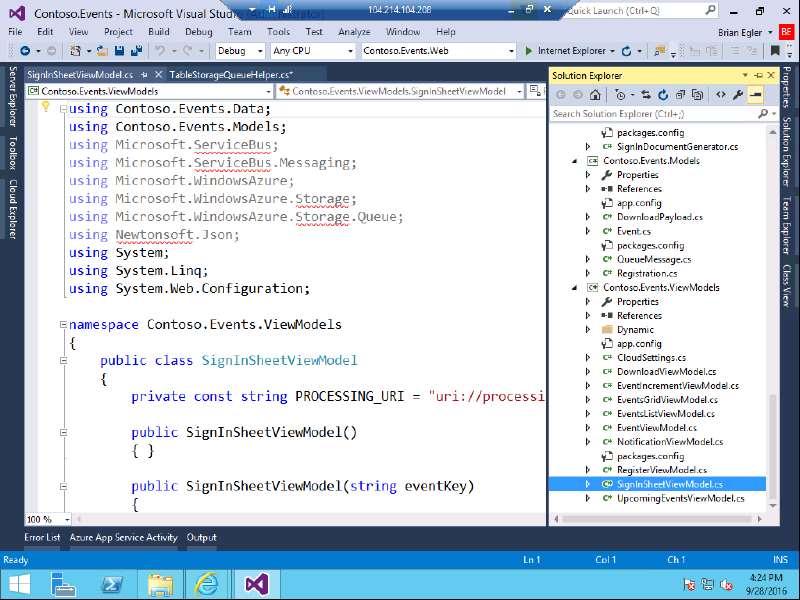 Contoso.Events - Microsoft Visual Stud
104.214.104.208
Quick Launch (Ctrl+Q)
File Edit View Project Build Debug Team Tools Test Analyze Window Help
Brian Egler BE
Debug Any CPU Contoso.Events.Web Internet Explorer
SignInSheetViewModel.cs TableStorageQueueHelper.cs*
Contoso.Events.ViewModels Contoso.Events.ViewModels.SignInSheetViewModel
Server Explorer
Toolbox
Cloud Explorer
using Contoso.Events.Data;
using Contoso.Events.Models;
using Microsoft.ServiceBus;
using Microsoft.ServiceBus.Messaging;
using Microsoft.WindowsAzure;
using Microsoft.WindowsAzure.Storage;
using Microsoft.WindowsAzure.Storage.Queue;
using Newtonsoft.Json;
using System;
using System.Linq;
using System.Web.Configuration;
namespace Contoso.Events.ViewModels
{
public class SignInSheetViewModel
{
private const string PROCESSING_URI = "uri://processi
public SignInSheetViewModel()
{ }
public SignInSheetViewModel(string eventKey)
{
100 %
Solution Explorer
Search Solution Explorer (Ctrl+;)
packages.config
SignInDocumentGenerator.cs
Contoso.Events.Models
Properties
References
app.config
DownloadPayload.cs
Event.cs
packages.config
QueueMessage.cs
Registration.cs
Contoso.Events.ViewModels
Properties
References
Dynamic
app.config
CloudSettings.cs
DownloadViewModel.cs
EventIncrementViewModel.cs
EventsGridViewModel.cs
EventsListViewModel.cs
EventViewModel.cs
NotificationViewModel.cs
packages.config
RegisterViewModel.cs
SignInSheetViewModel.cs
UpcomingEventsViewModel.cs
Properties
Solution Explorer
Team Explorer
Class View
Error List Azure App Service Activity Output
Ready Ln 1 Col 1 Ch 1 INS
4:24 PM
9/28/2016